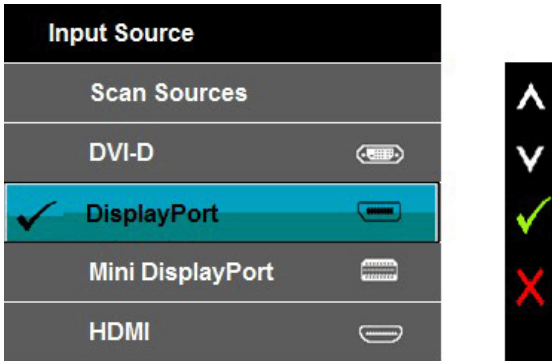 Input Source
Scan Sources
DVI-D
DisplayPort
Mini DisplayPort
HDMI